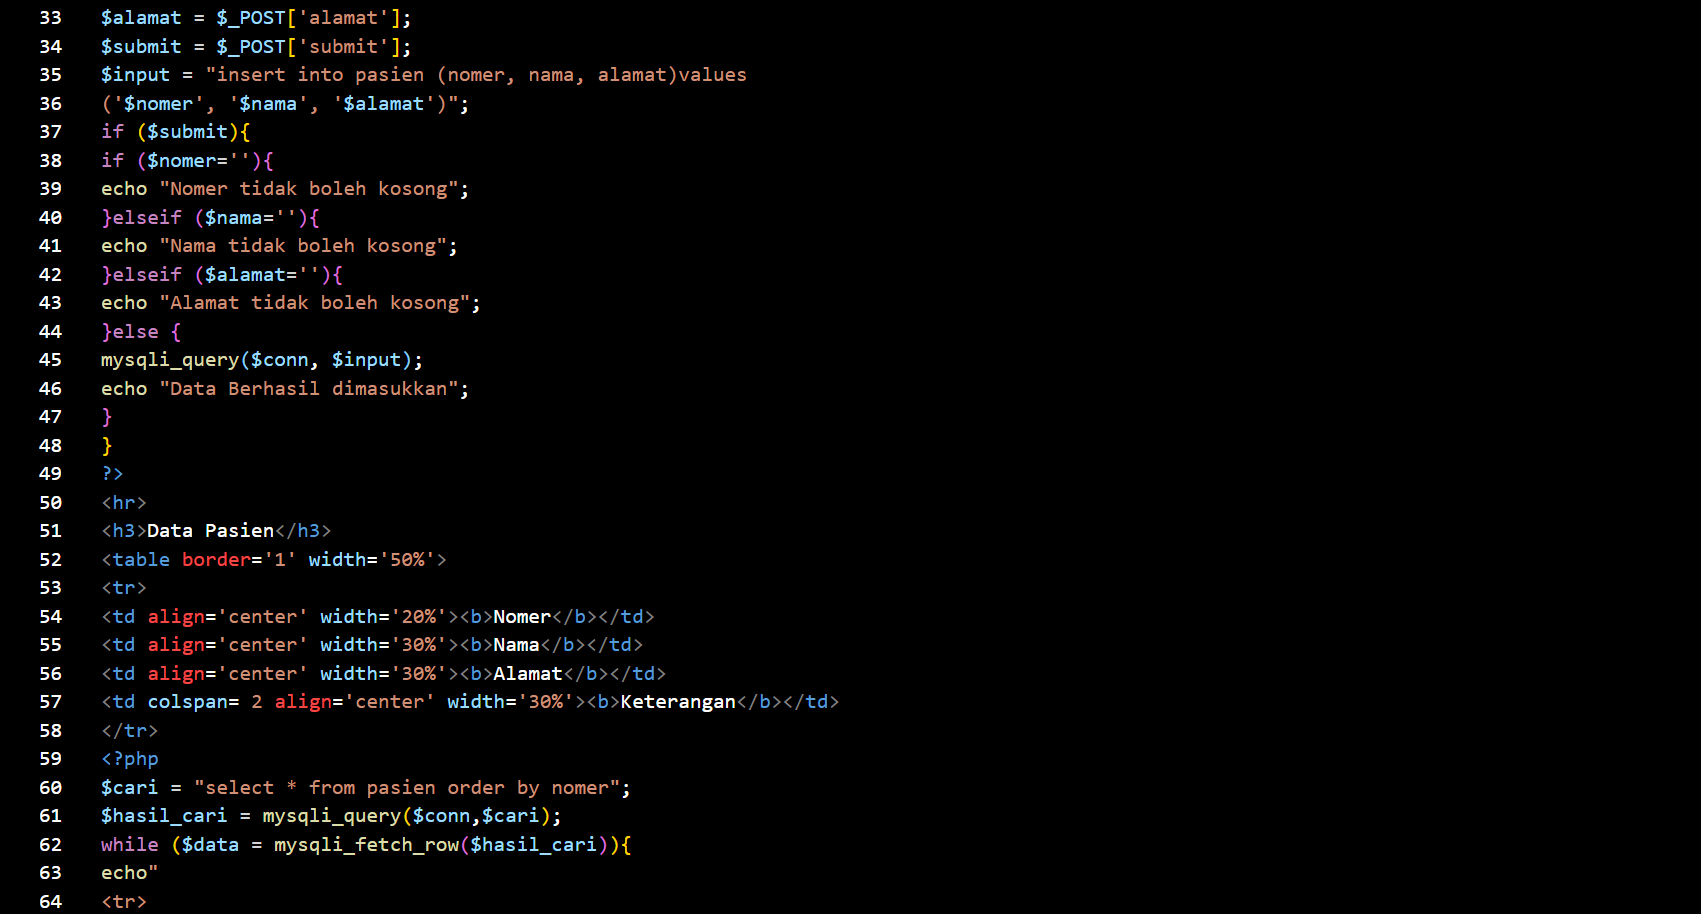 33 $alamat = $_POST['alamat'];
34 $submit = $_POST['submit'];
35 $input = "insert into pasien (nomer, nama, alamat)values
36 ('$nomer', '$nama', '$alamat')";
37 if ($submit){
38 if ($nomer=''){
39 echo "Nomer tidak boleh kosong";
40 }elseif ($nama=''){
41 echo "Nama tidak boleh kosong";
42 }elseif ($alamat=''){
43 echo "Alamat tidak boleh kosong";
44 }else {
45 mysqli_query($conn, $input);
46 echo "Data Berhasil dimasukkan";
47 }
48 }
49 ?>
50 <hr>
51 <h3>Data Pasien</h3>
52 <table border='1' width='50%'>
53 <tr>
54 <td align='center' width='20%'><b>Nomer</b></td>
55 <td align='center' width='30%'><b>Nama</b></td>
56 <td align='center' width='30%'><b>Alamat</b></td>
57 <td colspan= 2 align='center' width='30%'><b>Keterangan</b></td>
58 </tr>
59 <?php
60 $cari = "select * from pasien order by nomer";
61 $hasil_cari = mysqli_query($conn,$cari);
62 while ($data = mysqli_fetch_row($hasil_cari)){
63 echo"
64 <tr>